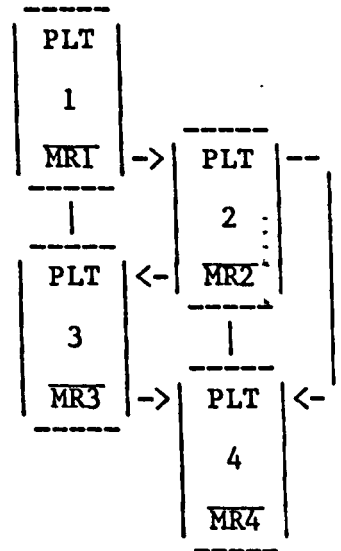 PLT
1
MR1 -> PLT --
2
PLT <- MR2
3
MR3 -> PLT <-
4
MR4